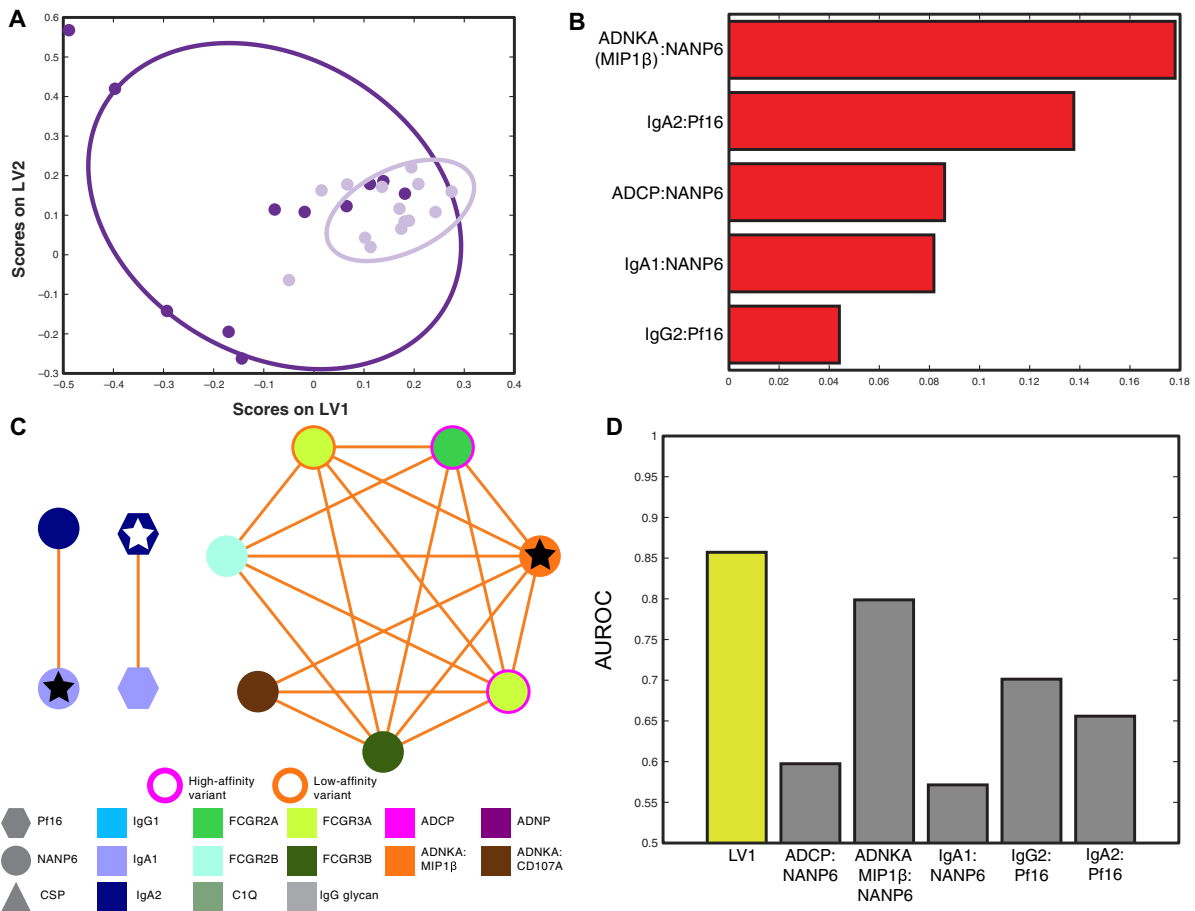 A
0.6
0.5
0.4
0.3
0.2
0.1
0
–0.1
–0.2
–0.3
Scores on LV2
–0.5
–0.4
–0.3
–0.2
–0.1
0
0.1
0.2
0.3
0.4
Scores on LV1
B
ADNKA
(MIP1β)
:NANP6
IgA2:Pf16
ADCP:NANP6
IgA1:NANP6
IgG2:Pf16
0
0.02
0.04
0.06
0.08
0.1
0.12
0.14
0.16
0.18
C
High-affinity
variant
Low-affinity
variant
Pf16
IgG1
FCGR2A
FCGR3A
ADCP
ADNP
NANP6
IgA1
FCGR2B
FCGR3B
ADNKA:
MIP1β
ADNKA:
CD107A
CSP
IgA2
C1Q
IgG glycan
D
1
0.95
0.9
0.85
0.8
0.75
0.7
0.65
0.6
0.55
0.5
AUROC
LV1
ADCP:
NANP6
ADNKA
MIP1β:
NANP6
IgA1:
NANP6
IgG2:
Pf16
IgA2:
Pf16